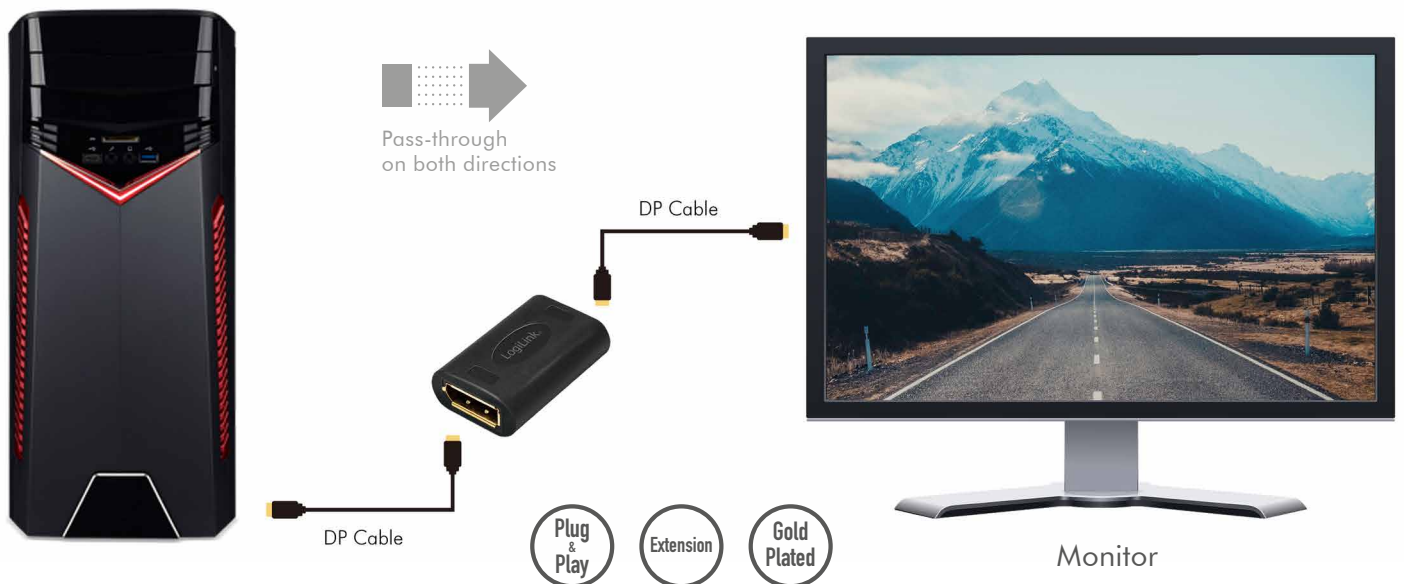 Pass-through
on both directions
DP Cable
LogiLink
DP Cable
Plug
&
Play
Extension
Gold
Plated
Monitor